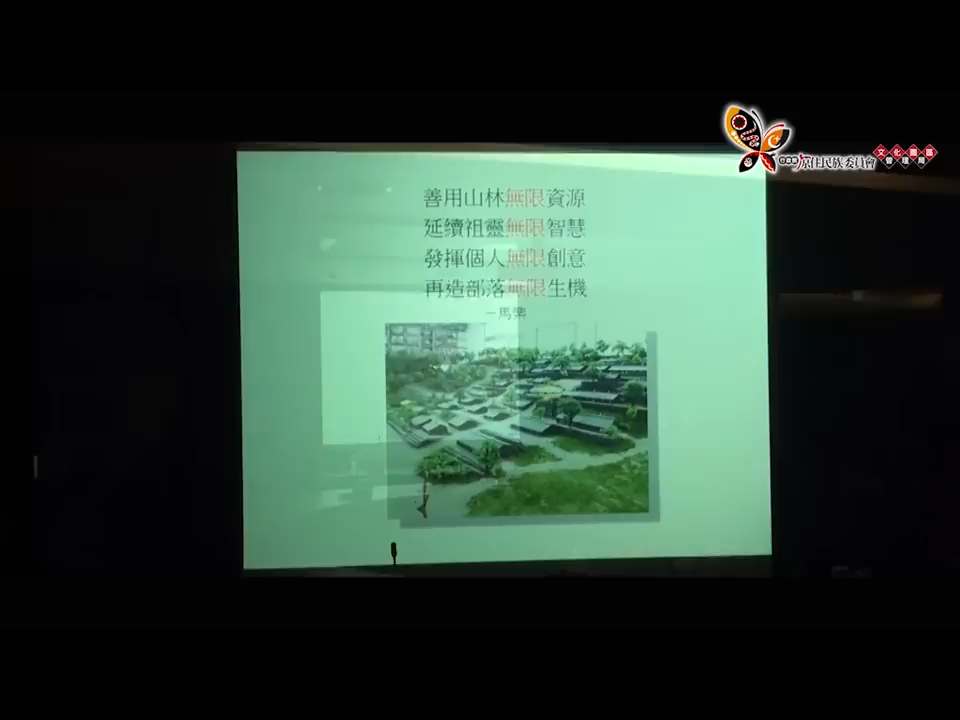 原住民族委員會
文化園區
管理局
善用山林無限資源
延續祖靈無限智慧
發揮個人無限創意
再造部落無限生機
－馬樂